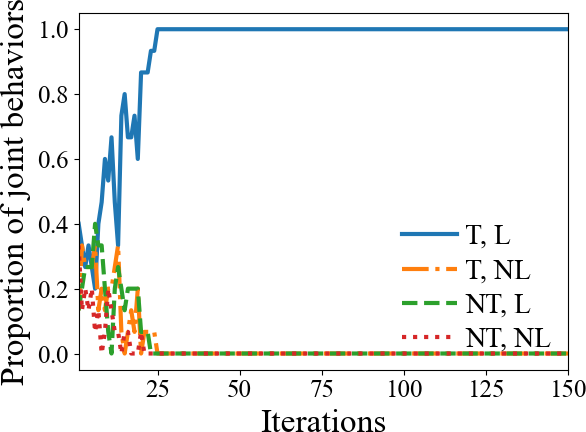 Proportion of joint behaviors
1.0
0.8
0.6
0.4
0.2
0.0
T, L
T, NL
NT, L
NT, NL
25 50 75 100 125 150
Iterations